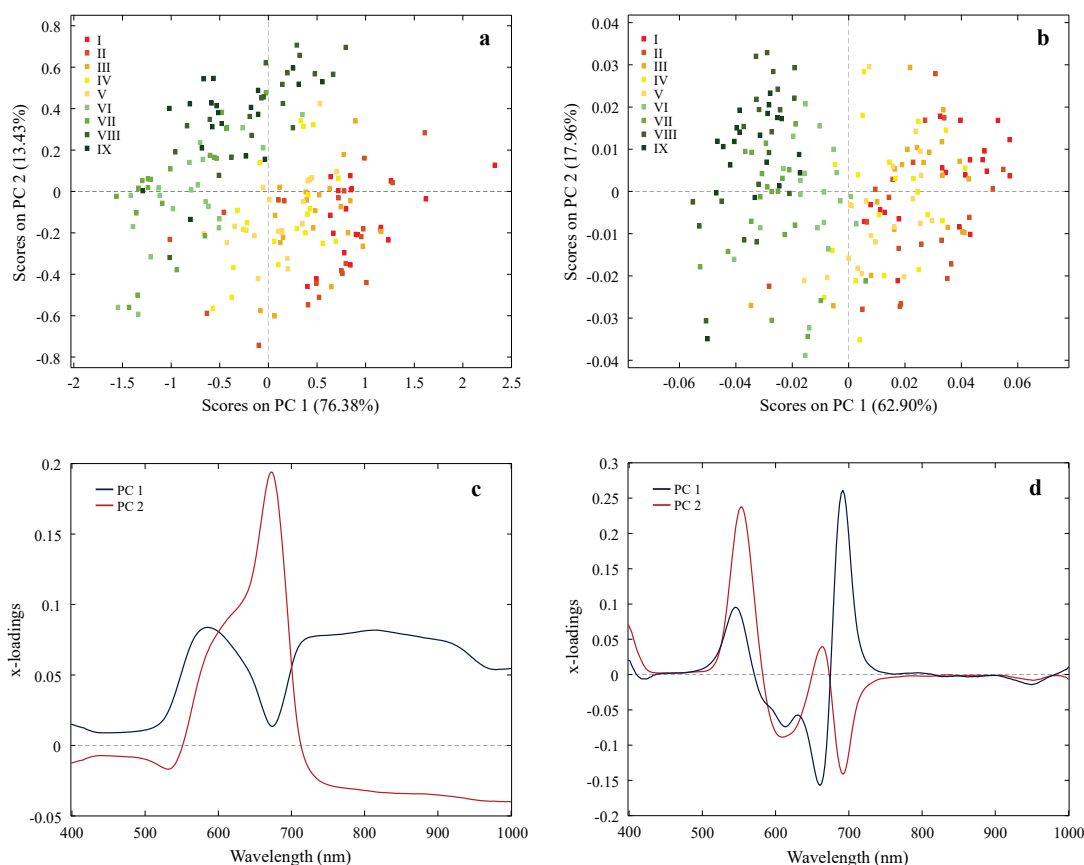 a
I
II
III
IV
V
VI
VII
VIII
IX
0.8
0.6
0.4
0.2
0
-0.2
-0.4
-0.6
-0.8
-2
-1.5
-1
-0.5
0
0.5
1
1.5
2
2.5
Scores on PC 2 (13.43%)
Scores on PC 1 (76.38%)
b
I
II
III
IV
V
VI
VII
VIII
IX
0.04
0.03
0.02
0.01
0
-0.01
-0.02
-0.03
-0.04
-0.06
-0.04
-0.02
0
0.02
0.04
0.06
Scores on PC 2 (17.96%)
Scores on PC 1 (62.90%)
c
PC 1
PC 2
0.2
0.15
0.1
0.05
0
-0.05
400
500
600
700
800
900
1000
x-loadings
Wavelength (nm)
d
PC 1
PC 2
0.3
0.25
0.20
0.15
0.1
0.05
0
-0.05
-0.1
-0.15
-0.2
400
500
600
700
800
900
1000
x-loadings
Wavelength (nm)